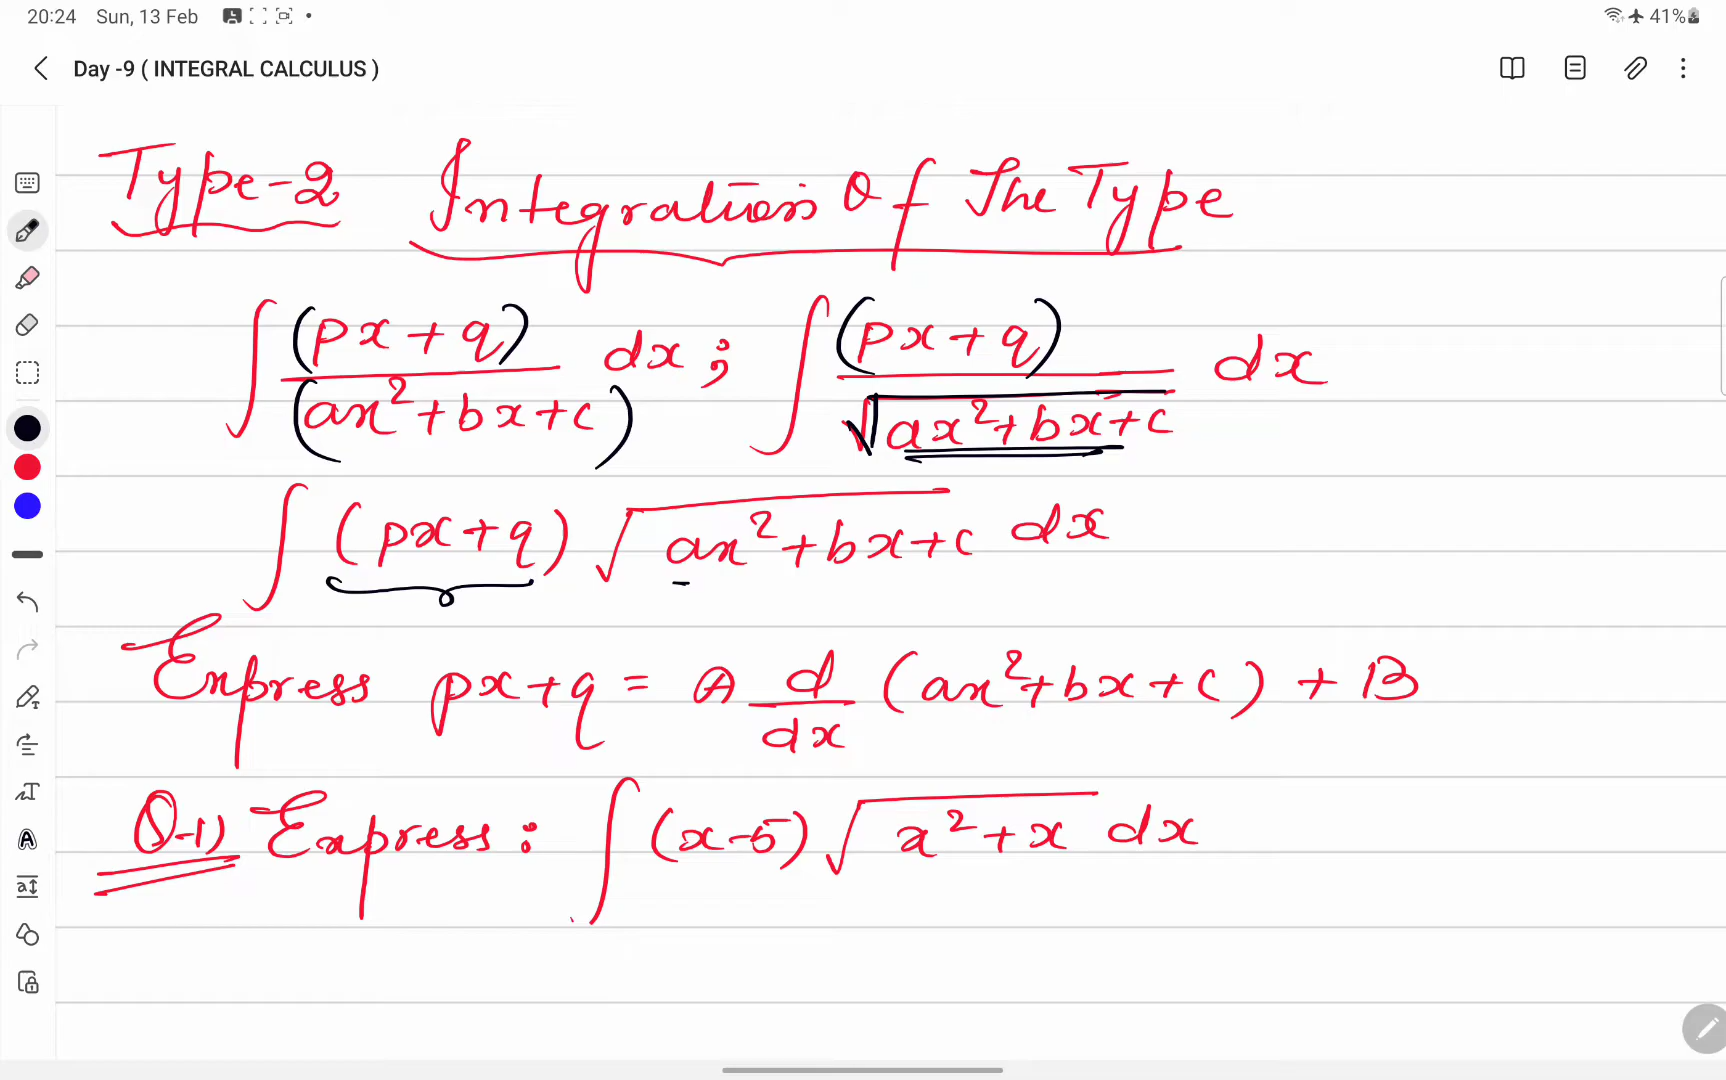 20:24 Sun, 13 Feb 41%
Day -9 ( INTEGRAL CALCULUS )
Type-2 Integration Of The Type
∫ (px+q)/(ax²+bx+c) dx ; ∫ (px+q)/√(ax²+bx+c) dx
∫ (px+q) √(ax²+bx+c) dx
Express px+q = A d/dx (ax²+bx+c) + B
Q-1) Express : ∫ (x-5) √(x²+x) dx